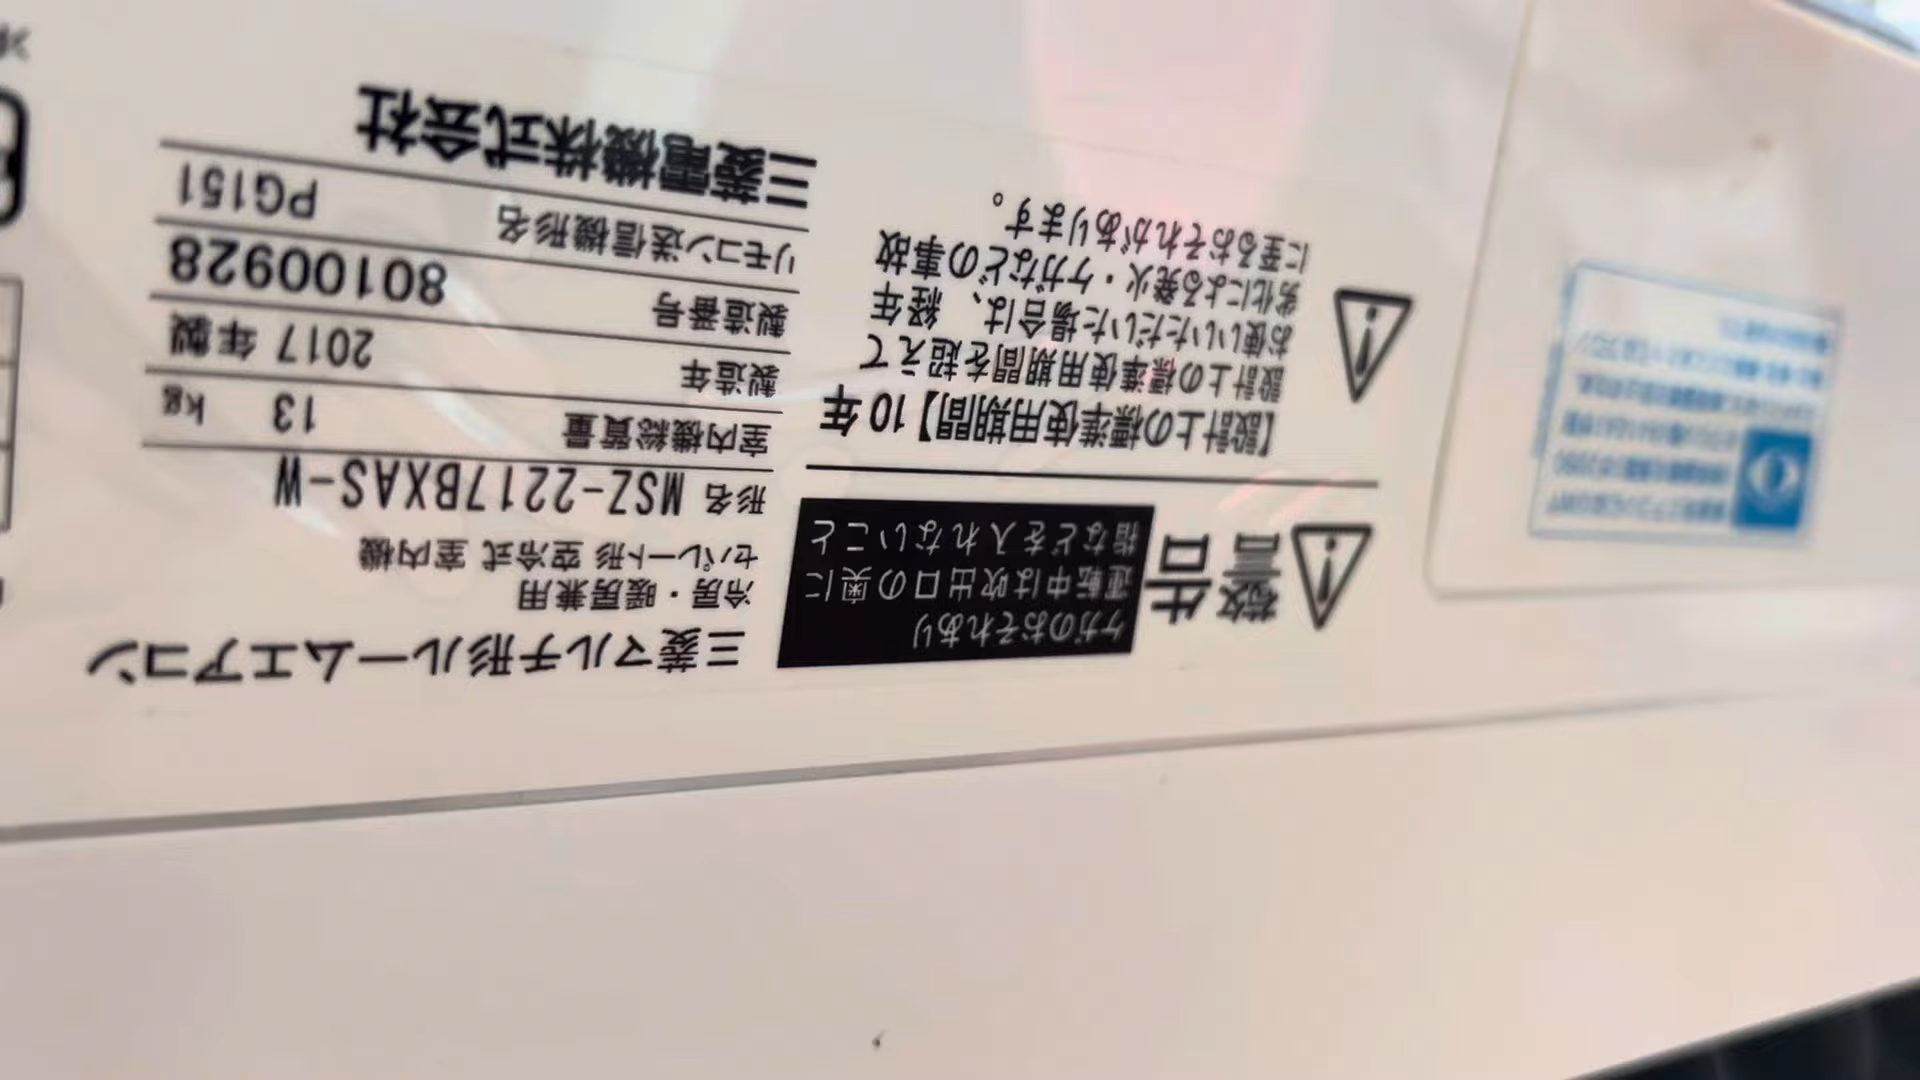 三菱マルチ形ルームエアコン
冷房・暖房兼用
セパレート形 空冷式 室内機
形名 MSZ-2217BXAS-W
室内機総質量 13 kg
製造年 2017 年製
製造番号 80100928
リモコン送信機形名 PG151
三菱電機株式会社
警告
ケガのおそれあり
運転中は吹出口の奥に
指などを入れないこと
【設計上の標準使用期間】10年
設計上の標準使用期間を超えて
お使いいただいた場合は、経年
劣化による発火・ケガなどの事故
に至るおそれがあります。